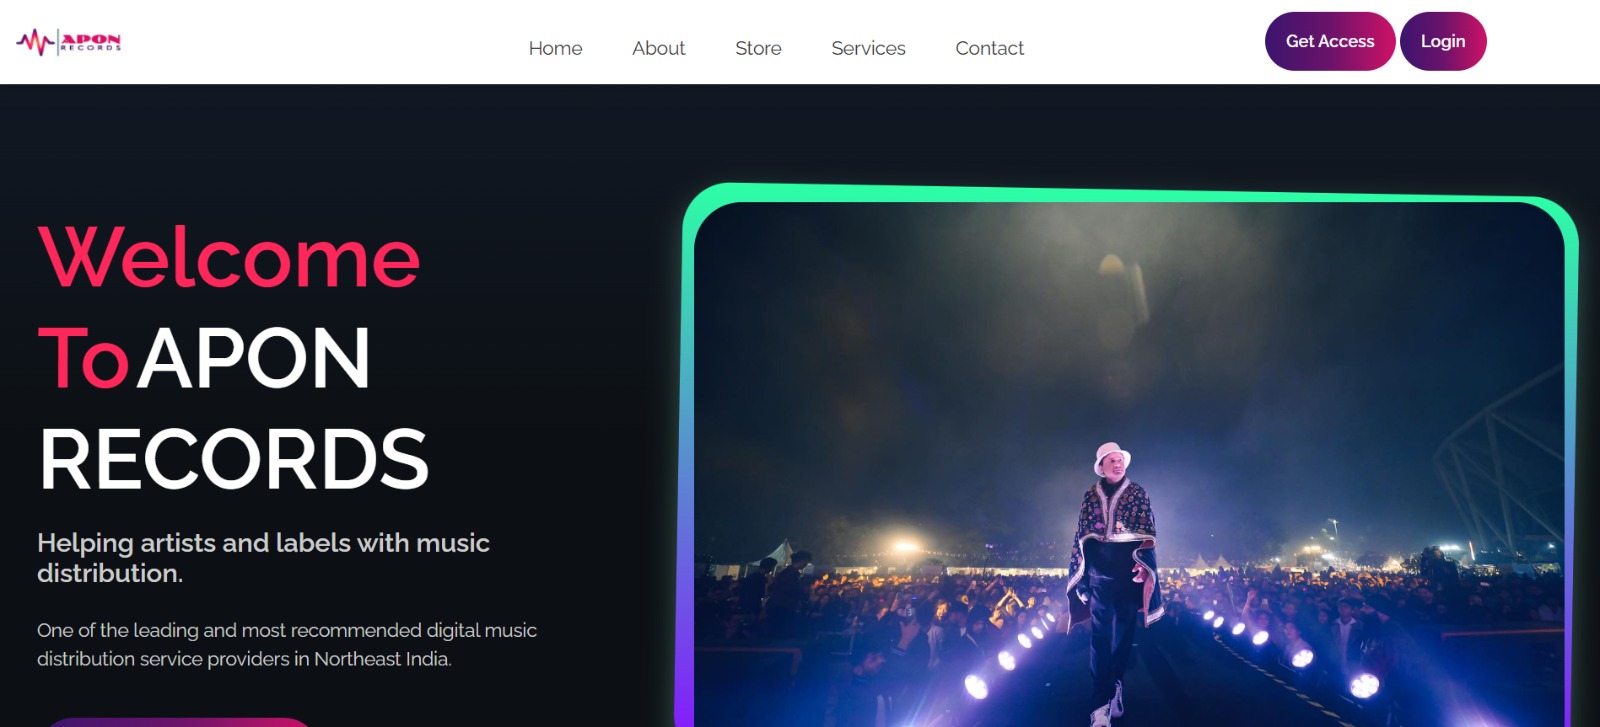 APON
RECORDS
Home About Store Services Contact
Get Access Login
Welcome
To APON
RECORDS
Helping artists and labels with music
distribution.
One of the leading and most recommended digital music
distribution service providers in Northeast India.